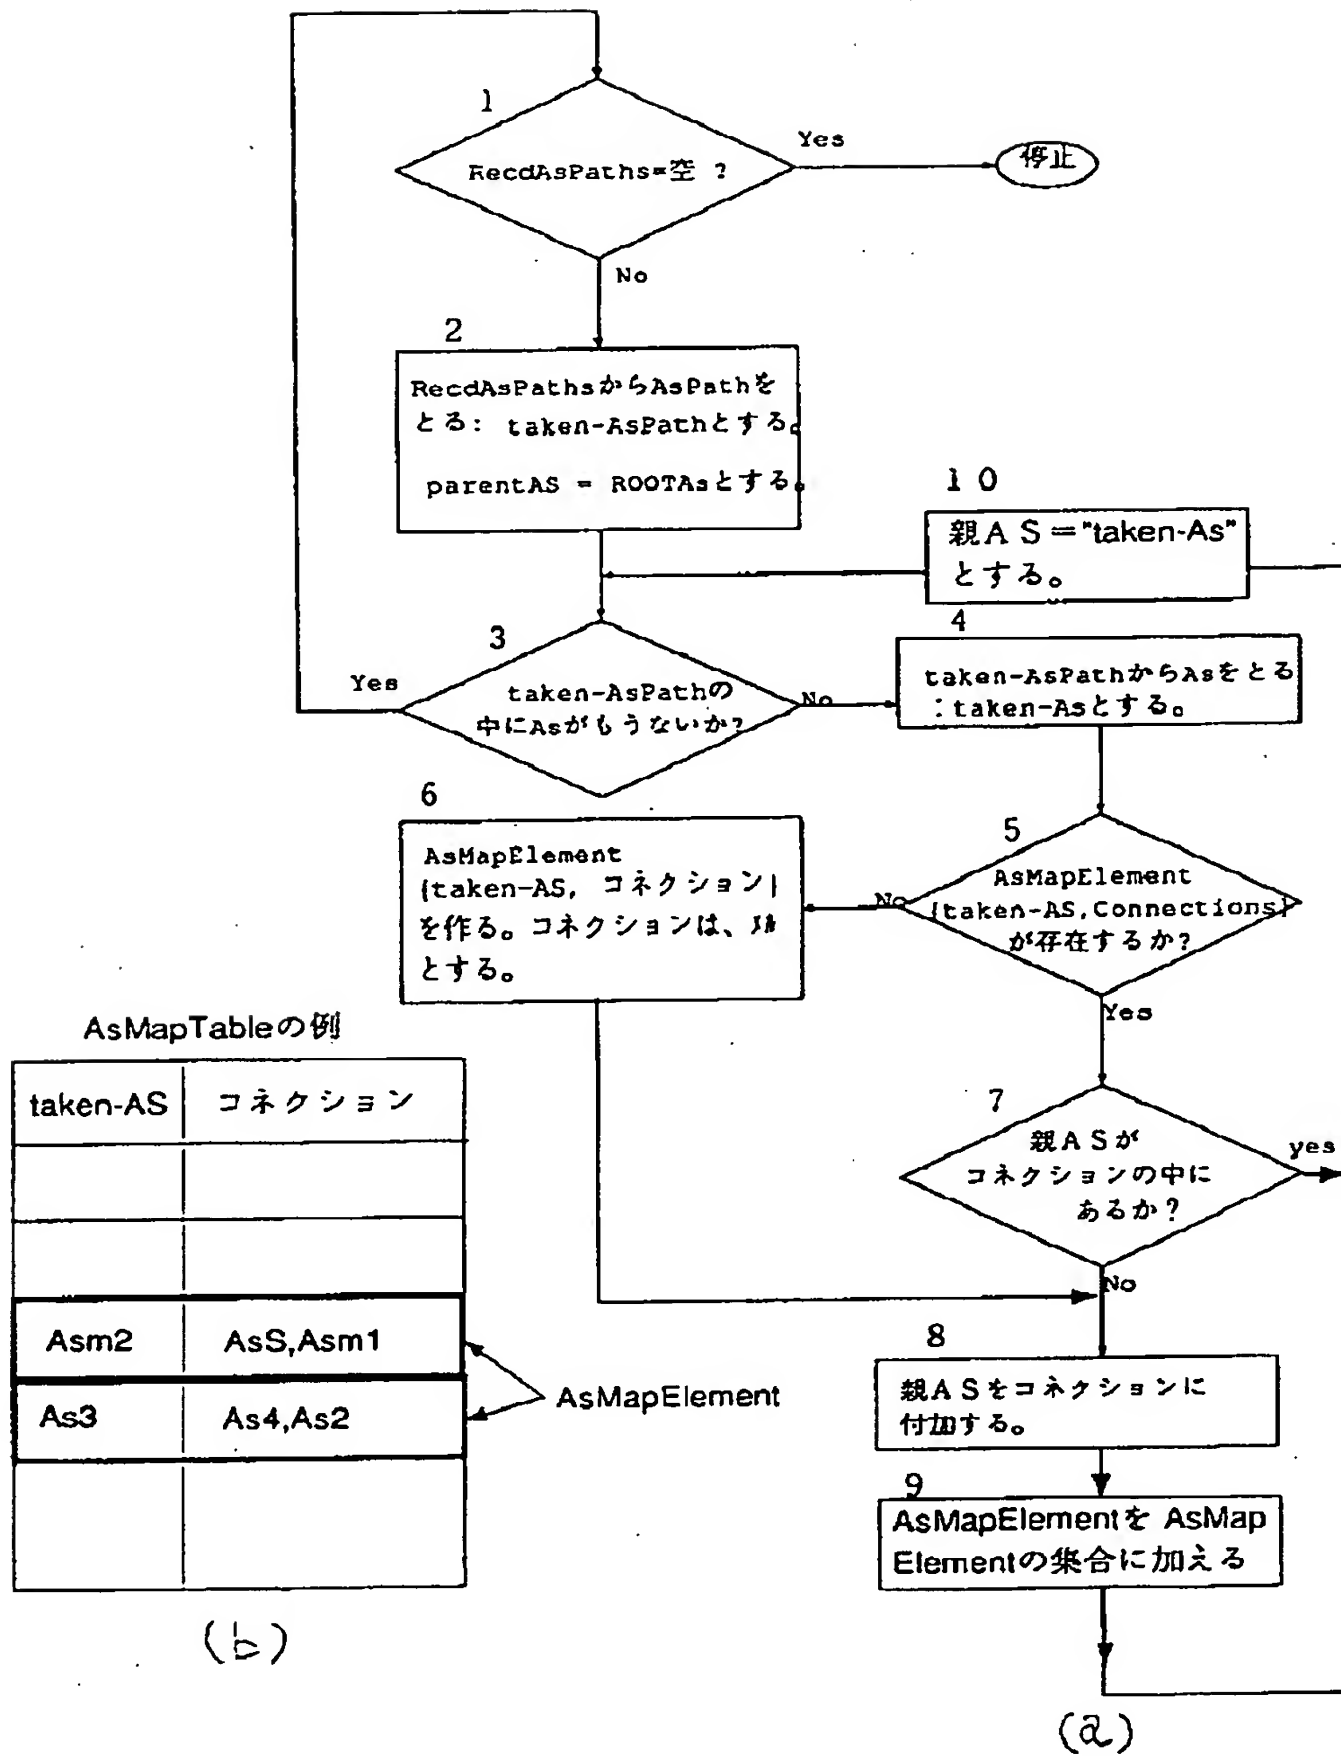 1
RecdAsPaths=空 ?
Yes
停止
No
2
RecdAsPathsからAsPathを
とる: taken-AsPathとする。
parentAS = ROOTAsとする。
10
親AS="taken-As"
とする。
3
Yes
taken-AsPathの
中にAsがもうないか?
No
4
taken-AsPathからAsをとる
:taken-Asとする。
5
AsMapElement
{taken-AS,Connections}
が存在するか?
No
Yes
6
AsMapElement
{taken-AS, コネクション}
を作る。コネクションは、
とする。
7
親ASが
コネクションの中に
あるか?
yes
No
8
親ASをコネクションに
付加する。
9
AsMapElementを AsMap
Elementの集合に加える
(a)
AsMapTableの例
taken-AS コネクション
Asm2 AsS,Asm1
As3 As4,As2
AsMapElement
(b)